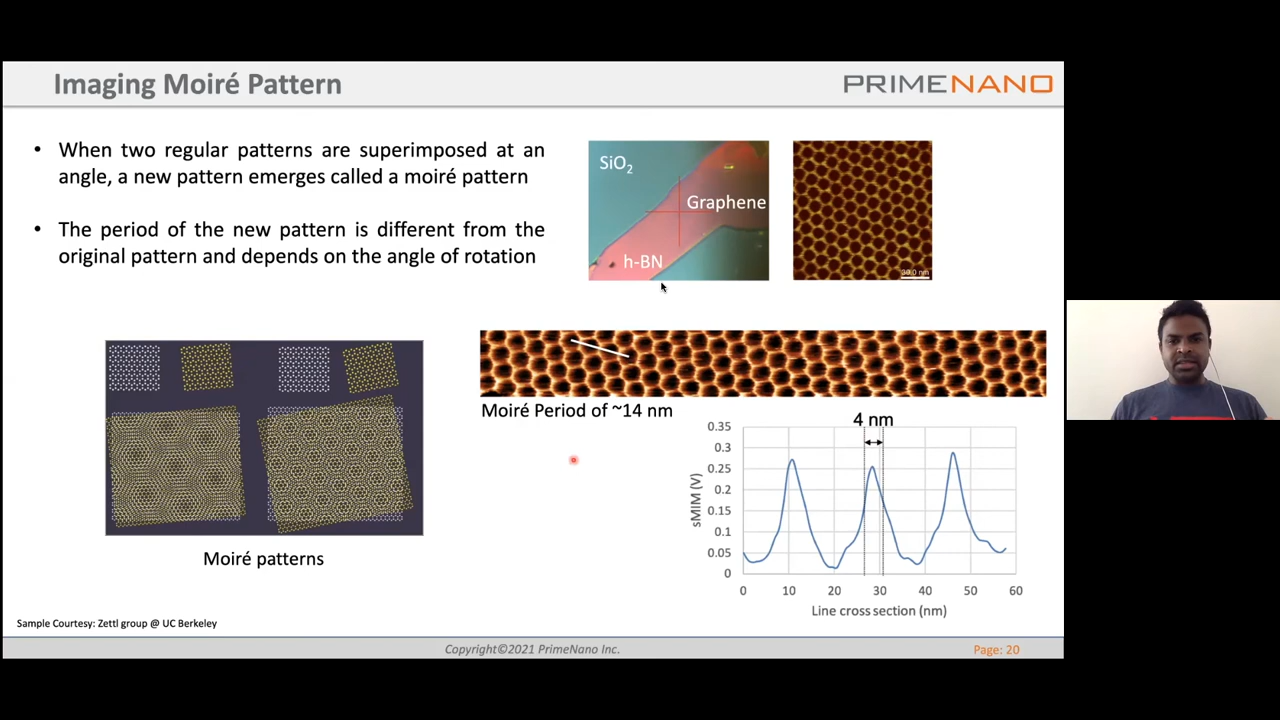 Imaging Moiré Pattern
PRIMENANO
• When two regular patterns are superimposed at an
angle, a new pattern emerges called a moiré pattern
• The period of the new pattern is different from the
original pattern and depends on the angle of rotation
SiO₂
Graphene
h-BN
30.0 nm
Moiré Period of ~14 nm
4 nm
0.35
0.3
0.25
0.2
0.15
0.1
0.05
0
sMIM (V)
0 10 20 30 40 50 60
Line cross section (nm)
Moiré patterns
Sample Courtesy: Zettl group @ UC Berkeley
Copyright©2021 PrimeNano Inc.
Page: 20